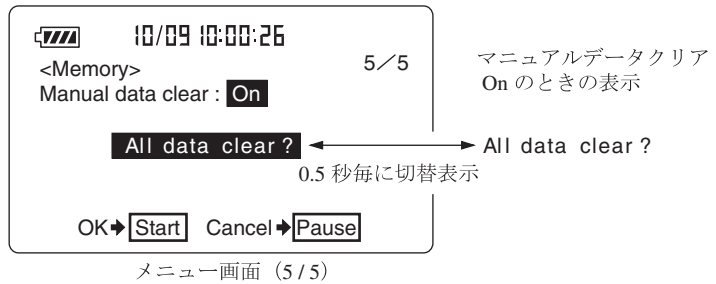 10/09 10:00:26
<Memory>
5／5
Manual data clear : On
マニュアルデータクリア
On のときの表示
All data clear ?
All data clear ?
0.5 秒毎に切替表示
OK Start Cancel Pause
メニュー画面（5 / 5）